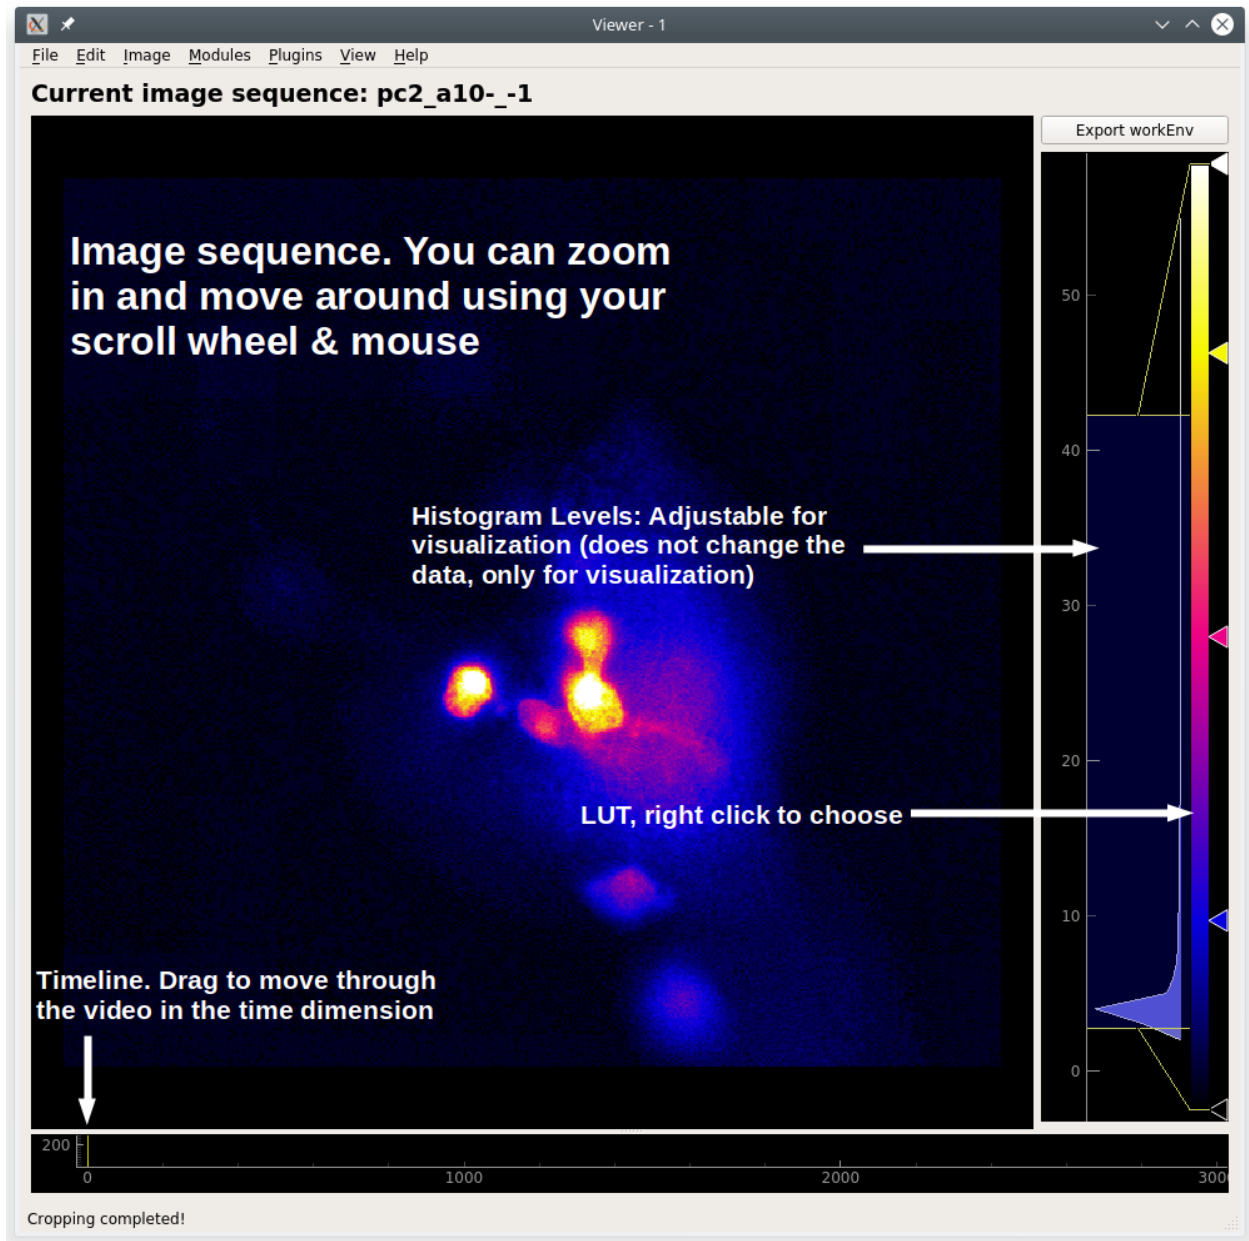 Viewer - 1
File Edit Image Modules Plugins View Help
Current image sequence: pc2_a10-_-1
Export workEnv
Image sequence. You can zoom
in and move around using your
scroll wheel & mouse
50
40
Histogram Levels: Adjustable for
visualization (does not change the
data, only for visualization)
30
20
LUT, right click to choose
10
Timeline. Drag to move through
the video in the time dimension
0
200
0 1000 2000 300
Cropping completed!